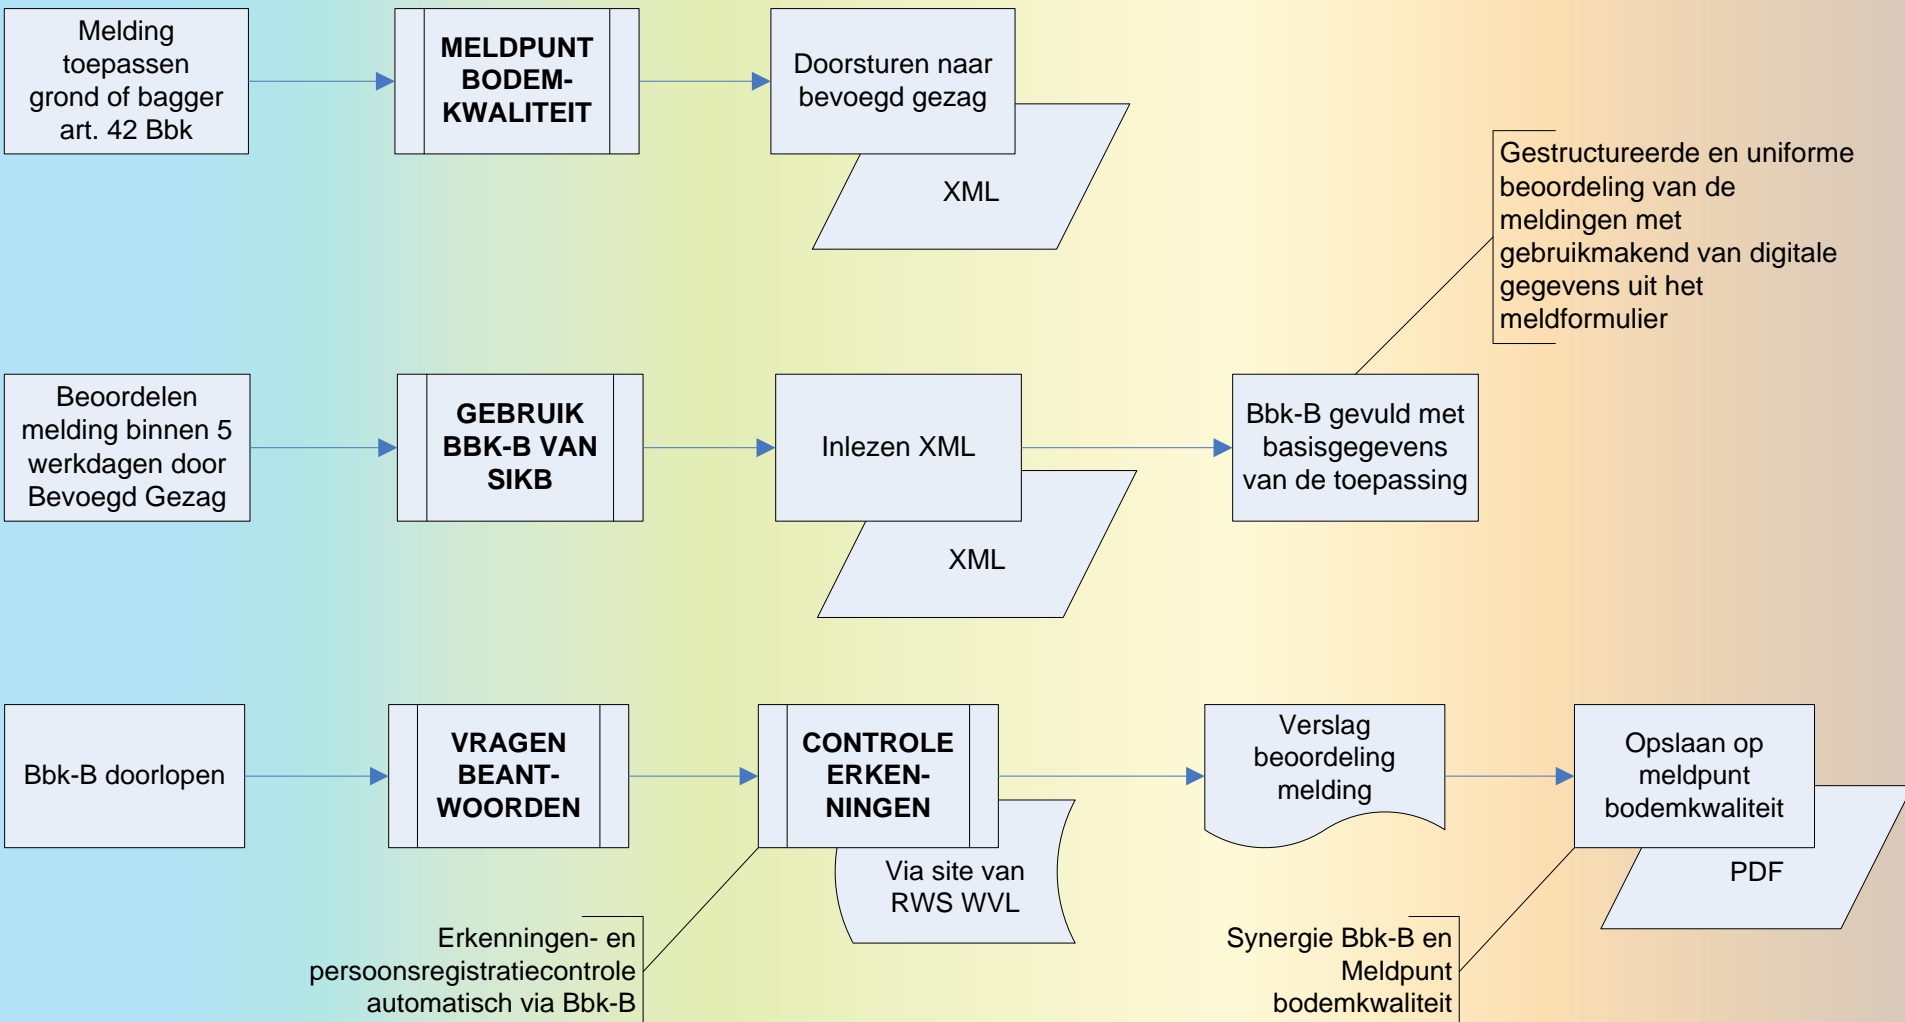 Melding
toepassen
grond of bagger
art. 42 Bbk
MELDPUNT
BODEM-
KWALITEIT
Doorsturen naar
bevoegd gezag
XML
Gestructureerde en uniforme
beoordeling van de
meldingen met
gebruikmakend van digitale
gegevens uit het
meldformulier
Beoordelen
melding binnen 5
werkdagen door
Bevoegd Gezag
GEBRUIK
BBK-B VAN
SIKB
Inlezen XML
XML
Bbk-B gevuld met
basisgegevens
van de toepassing
Bbk-B doorlopen
VRAGEN
BEANT-
WOORDEN
CONTROLE
ERKEN-
NINGEN
Via site van
RWS WVL
Verslag
beoordeling
melding
Opslaan op
meldpunt
bodemkwaliteit
PDF
Erkenningen- en
persoonsregistratiecontrole
automatisch via Bbk-B
Synergie Bbk-B en
Meldpunt
bodemkwaliteit